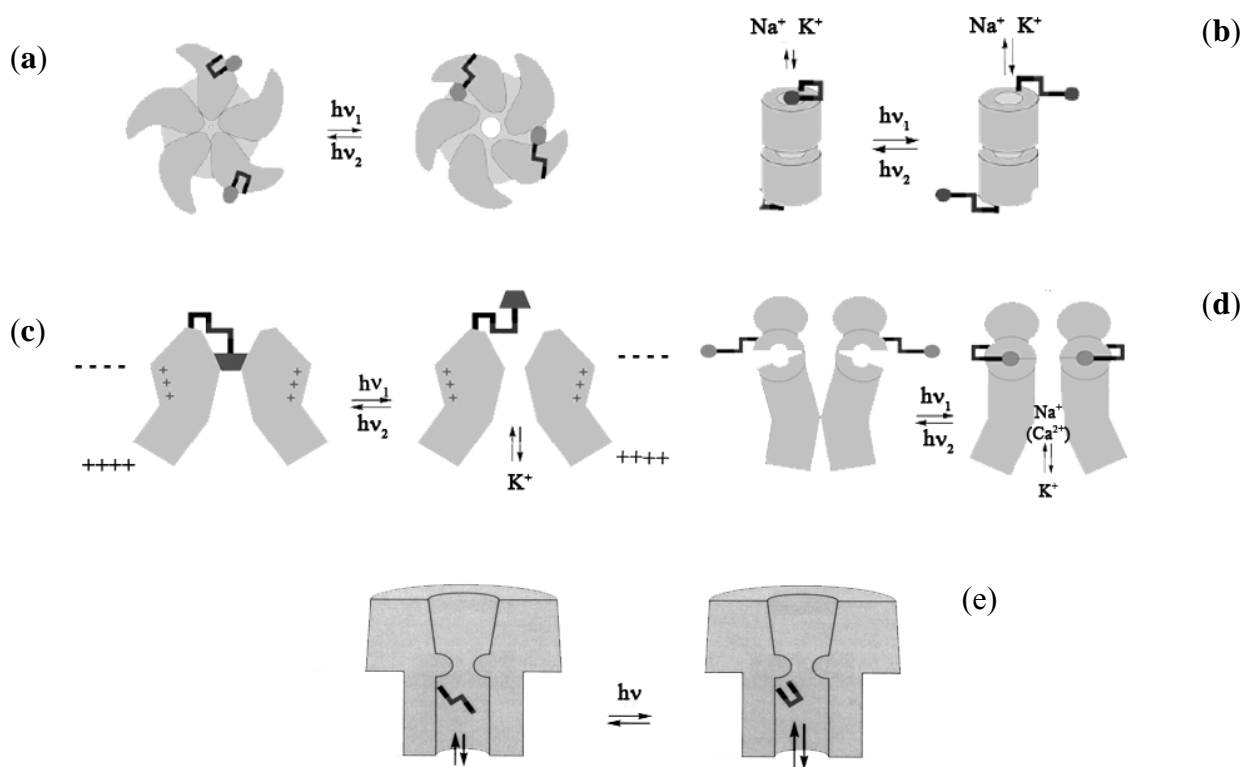 (a)
hν₁
hν₂
Na⁺ K⁺
hν₁
hν₂
Na⁺ K⁺
(b)
(c)
- - - -
+
+
+
+
+
+
++++
hν₁
hν₂
+
+
+
+
+
+
K⁺
- - - -
++++
hν₁
hν₂
Na⁺
(Ca²⁺)
K⁺
(d)
hν
(e)